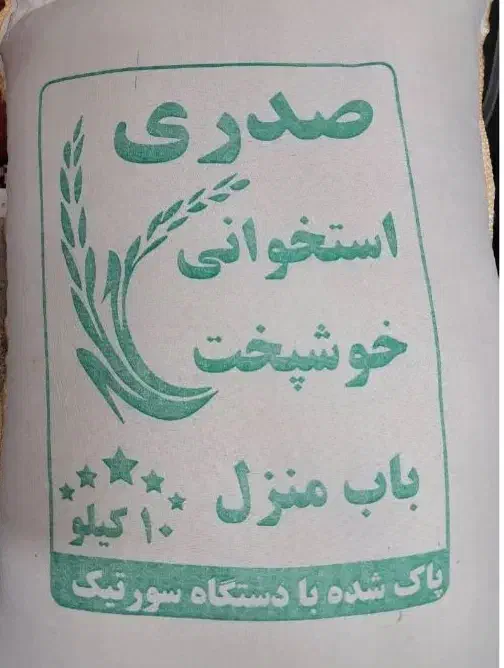 صدری
استخوانی
خوشپخت
باب منزل
۱۰ کیلو
پاک شده با دستگاه سورتیک